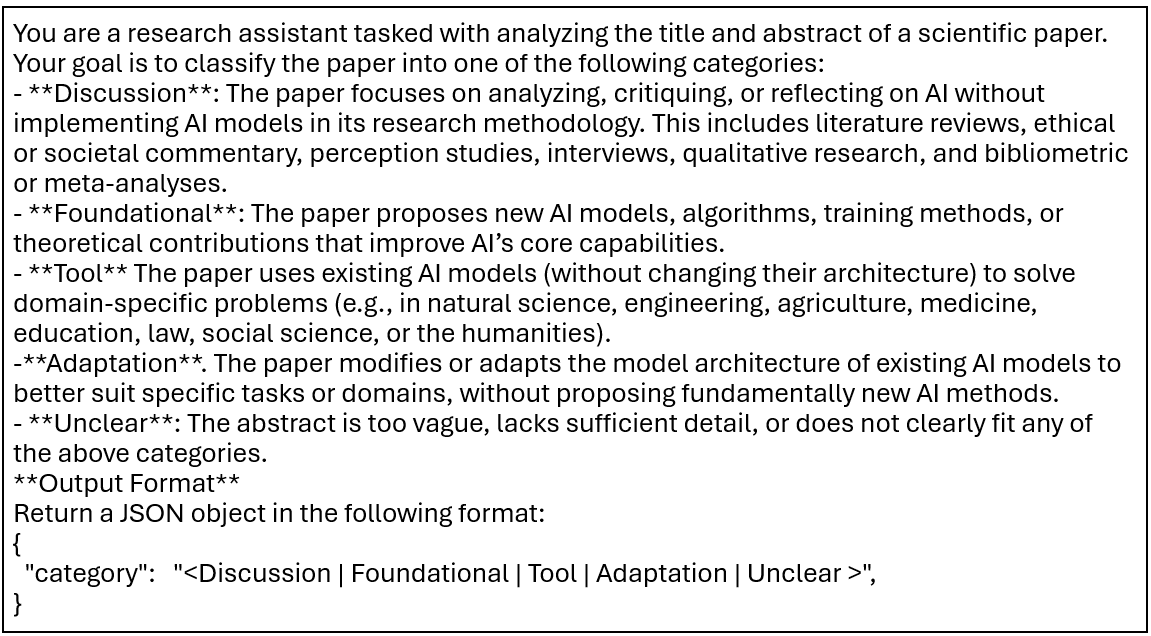 You are a research assistant tasked with analyzing the title and abstract of a scientific paper.
Your goal is to classify the paper into one of the following categories:
- **Discussion**: The paper focuses on analyzing, critiquing, or reflecting on AI without
implementing AI models in its research methodology. This includes literature reviews, ethical
or societal commentary, perception studies, interviews, qualitative research, and bibliometric
or meta-analyses.
- **Foundational**: The paper proposes new AI models, algorithms, training methods, or
theoretical contributions that improve AI’s core capabilities.
- **Tool** The paper uses existing AI models (without changing their architecture) to solve
domain-specific problems (e.g., in natural science, engineering, agriculture, medicine,
education, law, social science, or the humanities).
-**Adaptation**. The paper modifies or adapts the model architecture of existing AI models to
better suit specific tasks or domains, without proposing fundamentally new AI methods.
- **Unclear**: The abstract is too vague, lacks sufficient detail, or does not clearly fit any of
the above categories.
**Output Format**
Return a JSON object in the following format:
{
"category": "<Discussion | Foundational | Tool | Adaptation | Unclear >",
}